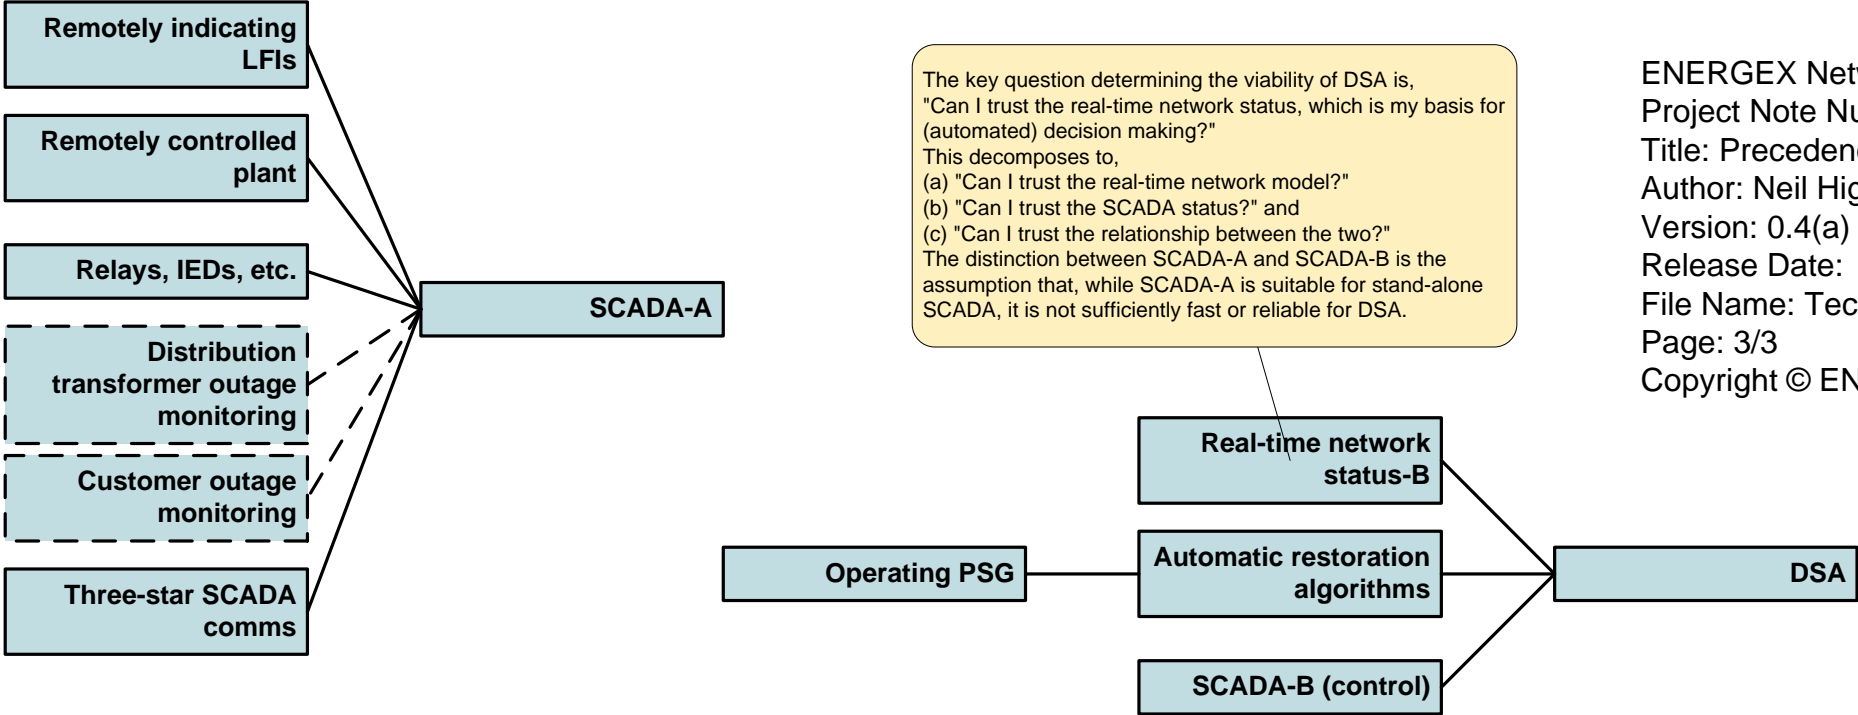 Remotely indicating
LFIs
Remotely controlled
plant
Relays, IEDs, etc.
Distribution
transformer outage
monitoring
Customer outage
monitoring
Three-star SCADA
comms
SCADA-A
The key question determining the viability of DSA is,
"Can I trust the real-time network status, which is my basis for
(automated) decision making?"
This decomposes to,
(a) "Can I trust the real-time network model?"
(b) "Can I trust the SCADA status?" and
(c) "Can I trust the relationship between the two?"
The distinction between SCADA-A and SCADA-B is the
assumption that, while SCADA-A is suitable for stand-alone
SCADA, it is not sufficiently fast or reliable for DSA.
Real-time network
status-B
Operating PSG
Automatic restoration
algorithms
SCADA-B (control)
DSA
ENERGEX
Project Note
Title:
Author: Neil
Version: 0.4(a)
Release Date:
File Name:
Page: 3/3
Copyright ©